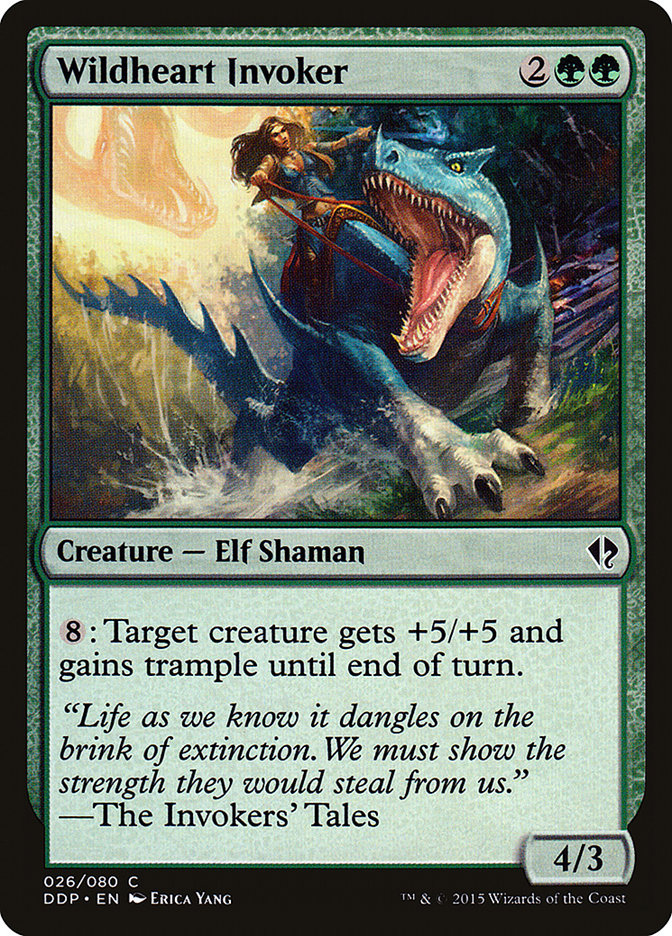 Wildheart Invoker 2
Creature — Elf Shaman
8: Target creature gets +5/+5 and
gains trample until end of turn.
“Life as we know it dangles on the
brink of extinction. We must show the
strength they would steal from us.”
—The Invokers’ Tales
4/3
026/080 C
DDP • EN Erica Yang
™ & © 2015 Wizards of the Coast